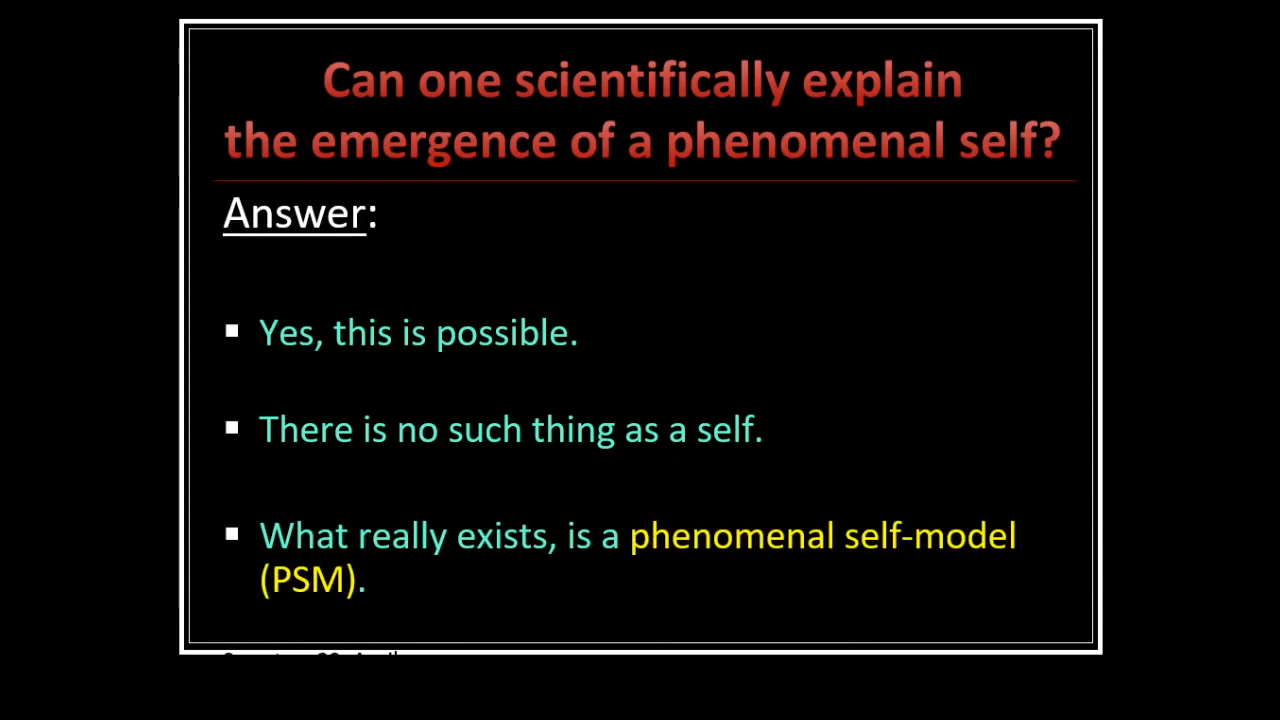 Can one scientifically explain
the emergence of a phenomenal self?
Answer:
▪ Yes, this is possible.
▪ There is no such thing as a self.
▪ What really exists, is a phenomenal self-model
(PSM).